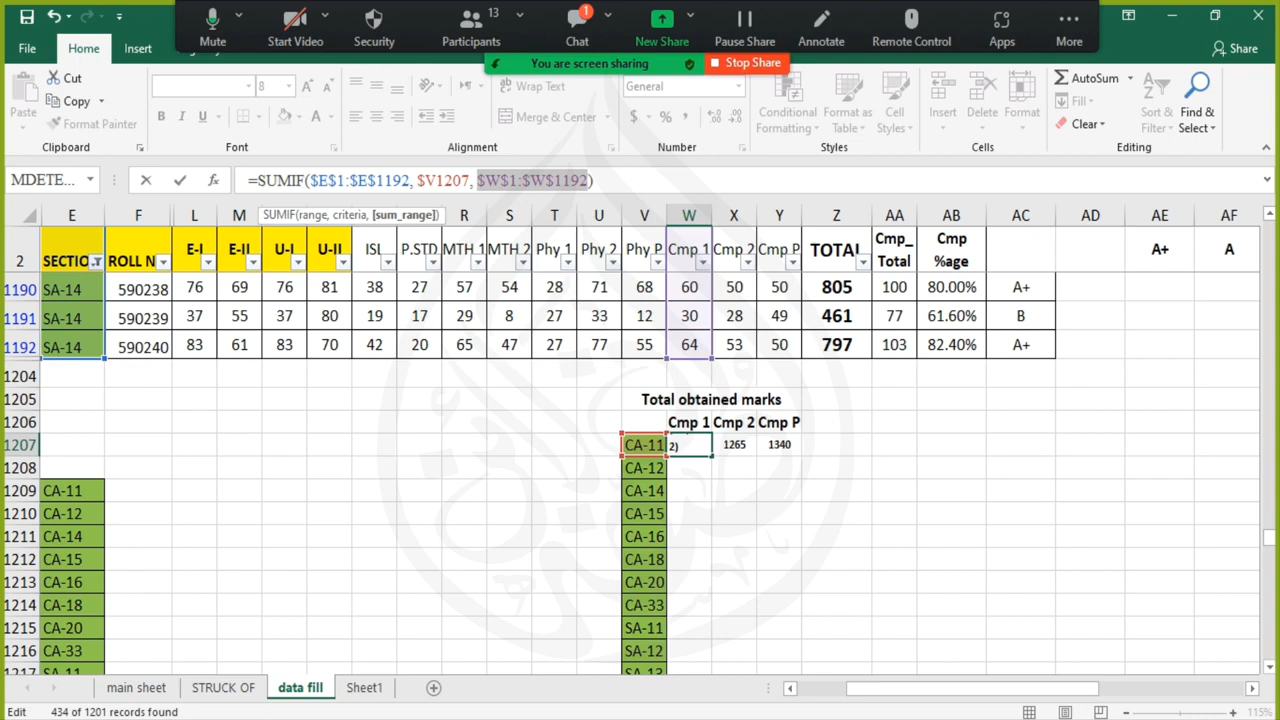 Mute
Start Video
Security
13
Participants
1
Chat
New Share
Pause Share
Annotate
Remote Control
Apps
More
You are screen sharing
Stop Share
File
Home
Insert
Share
Paste
Cut
Copy
Format Painter
Clipboard
8
A A
B I U
A
Font
Wrap Text
Merge & Center
Alignment
General
$ % ,
Number
Conditional Formatting
Format as Table
Cell Styles
Styles
Insert
Delete
Format
Cells
AutoSum
Fill
Clear
Sort & Filter
Find & Select
Editing
MDETE...
fx
=SUMIF($E$1:$E$1192, $V1207, $W$1:$W$1192)
SUMIF(range, criteria, [sum_range])
E F L M R S T U V W X Y Z AA AB AC AD AE AF
2 SECTIO ROLL N E-I E-II U-I U-II ISL P.STD MTH 1 MTH 2 Phy 1 Phy 2 Phy P Cmp 1 Cmp 2 Cmp P TOTAL Cmp_ Total Cmp %age A+ A
1190 SA-14 590238 76 69 76 81 38 27 57 54 28 71 68 60 50 50 805 100 80.00% A+
1191 SA-14 590239 37 55 37 80 19 17 29 8 27 33 12 30 28 49 461 77 61.60% B
1192 SA-14 590240 83 61 83 70 42 20 65 47 27 77 55 64 53 50 797 103 82.40% A+
1204
1205 Total obtained marks
1206 Cmp 1 Cmp 2 Cmp P
1207 CA-11 2) 1265 1340
1208 CA-12
1209 CA-11 CA-14
1210 CA-12 CA-15
1211 CA-14 CA-16
1212 CA-15 CA-18
1213 CA-16 CA-20
1214 CA-18 CA-33
1215 CA-20 SA-11
1216 CA-33 SA-12
1217 SA-11 SA-13
main sheet
STRUCK OF
data fill
Sheet1
Edit
434 of 1201 records found
115%